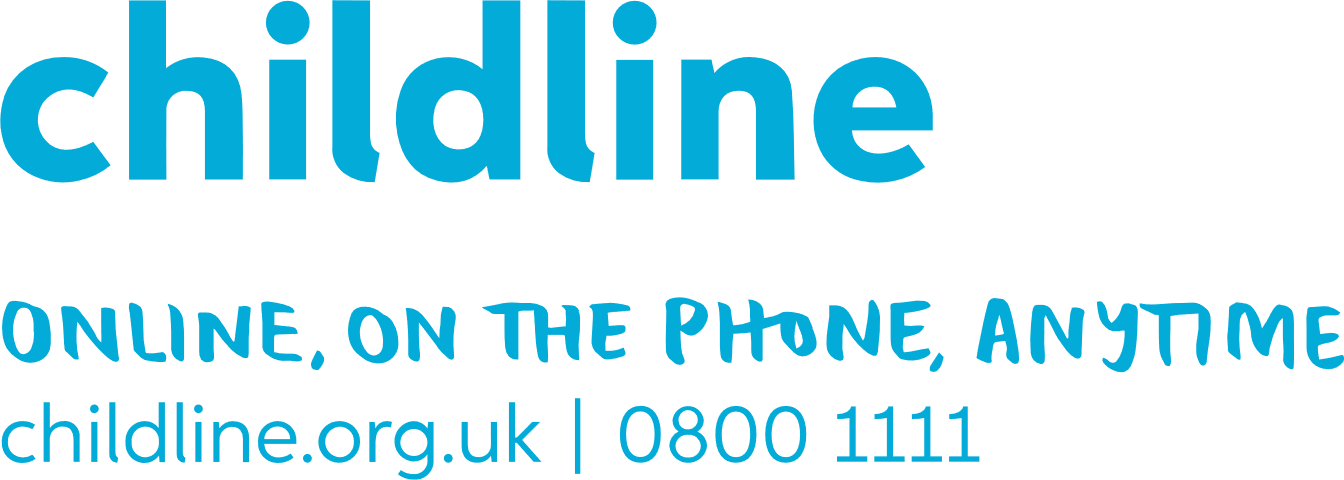 childline
ONLINE, ON THE PHONE, ANYTIME
childline.org.uk | 0800 1111